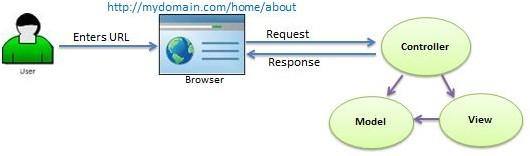 http://mydomain.com/home/about
Enters URL
Request
Response
Controller
User
Browser
Model
View